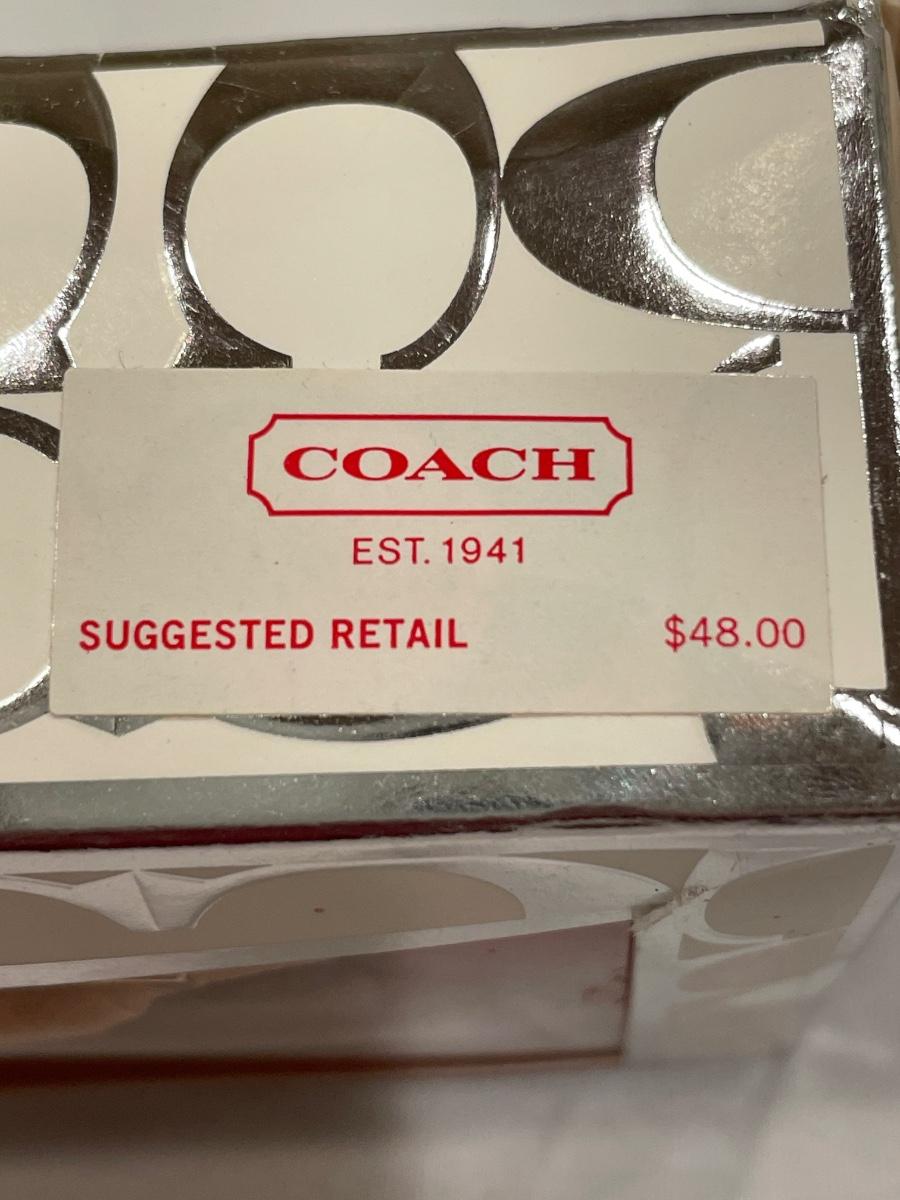 COACH
EST. 1941
SUGGESTED RETAIL $48.00